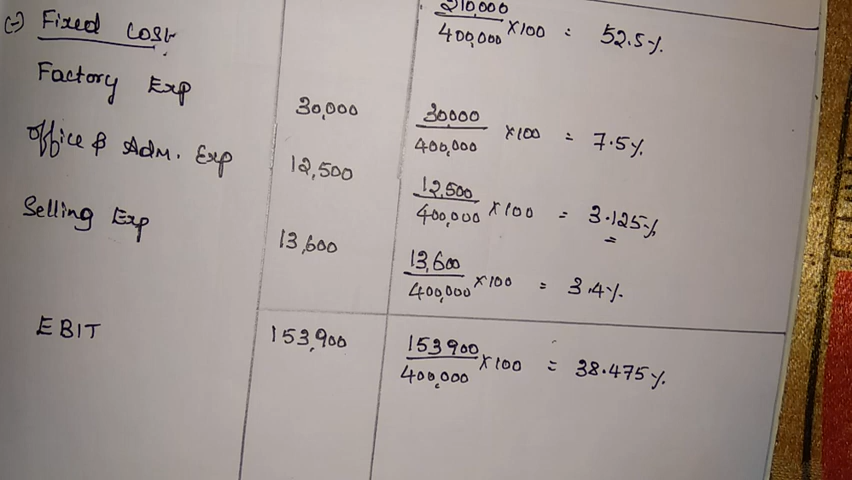 210,000 / 400,000 ×100 = 52.5%
(-) Fixed Cost
Factory Exp 30,000 30000 / 400,000 ×100 = 7.5%
Office & Adm. Exp 12,500 12,500 / 400,000 ×100 = 3.125%
Selling Exp 13,600 13,600 / 400,000 ×100 = 3.4%
EBIT 153,900 153900 / 400,000 ×100 = 38.475%